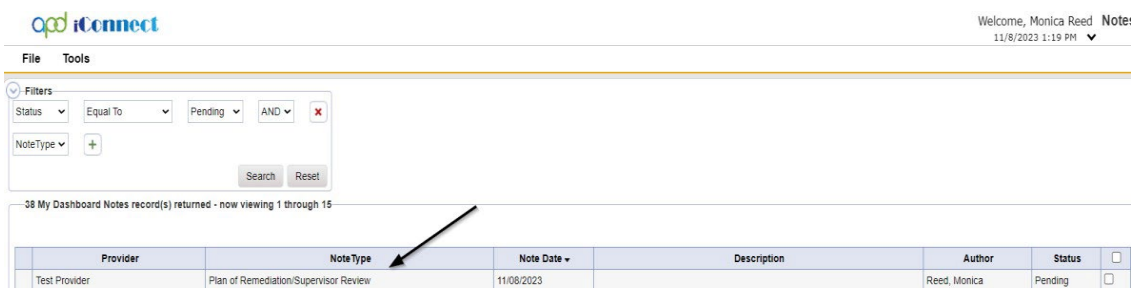 apd iConnect
Welcome, Monica Reed Notes
11/8/2023 1:19 PM
File Tools
Filters
Status Equal To Pending AND
NoteType
Search Reset
38 My Dashboard Notes record(s) returned - now viewing 1 through 15
Provider NoteType Note Date Description Author Status
Test Provider Plan of Remediation/Supervisor Review 11/08/2023 Reed, Monica Pending